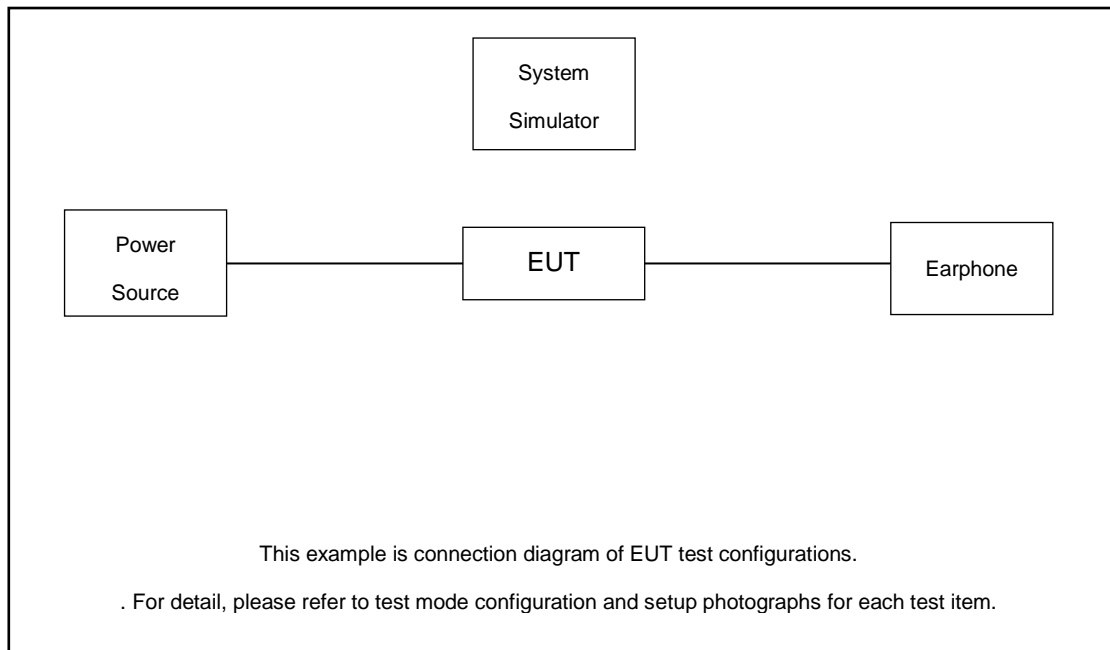 System
Simulator
Power
Source
EUT
Earphone
This example is connection diagram of EUT test configurations.
. For detail, please refer to test mode configuration and setup photographs for each test item.